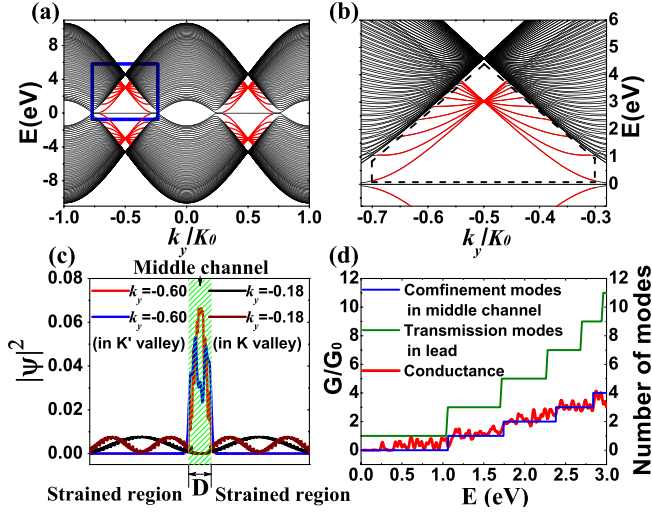 (a)
E(eV)
8
4
0
-4
-8
-1.0 -0.5 0.0 0.5 1.0
k_y/K_0
(b)
6
5
4
3
2
1
0
E(eV)
-0.7 -0.6 -0.5 -0.4 -0.3
k_y/K_0
(c)
Middle channel
0.08
0.06
0.04
0.02
0.00
|ψ|^2
k_y=-0.60 k_y=-0.18
k_y=-0.60 k_y=-0.18
(in K' valley) (in K valley)
Strained region D Strained region
(d)
12
10
8
6
4
2
0
G/G_0
Comfinement modes
in middle channel
Transmission modes
in lead
Conductance
12
10
8
6
4
2
0
Number of modes
0.0 0.5 1.0 1.5 2.0 2.5 3.0
E (eV)